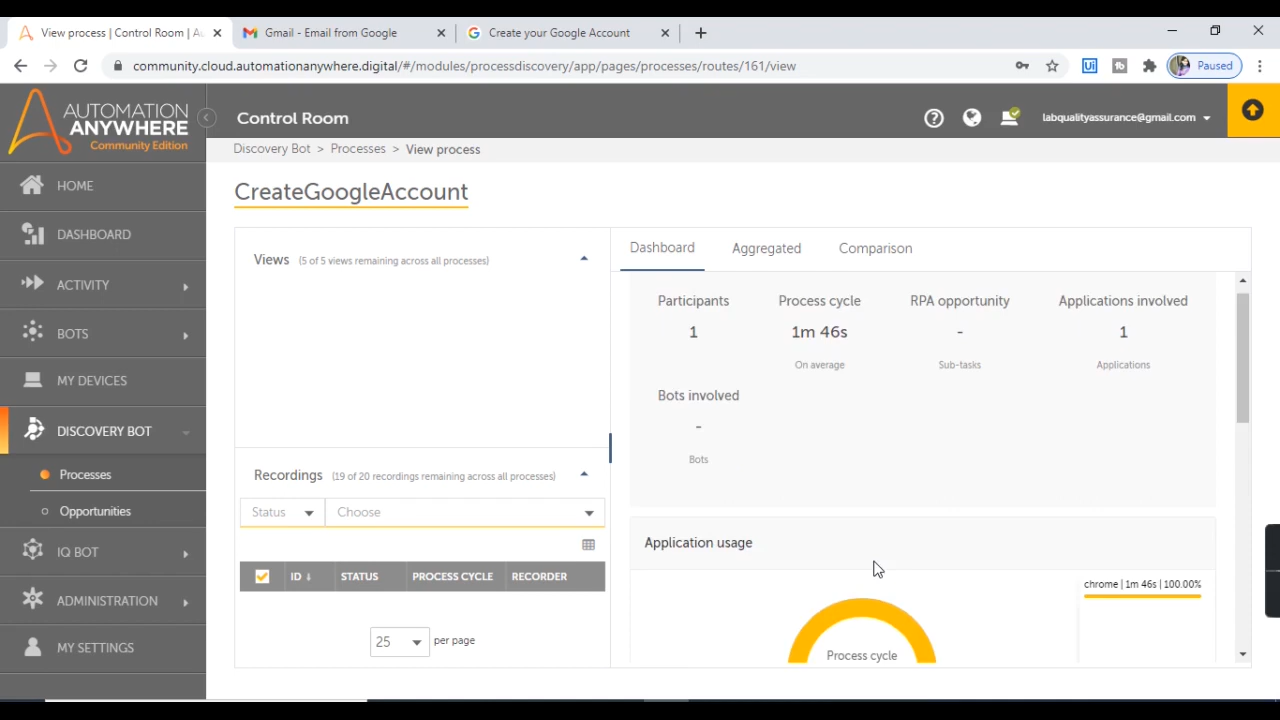 View process | Control Room | Au
Gmail - Email from Google
Create your Google Account
community.cloud.automationanywhere.digital/#/modules/processdiscovery/app/pages/processes/routes/161/view
Ui
Paused
AUTOMATION
ANYWHERE
Community Edition
Control Room
labqualityassurance@gmail.com
Discovery Bot > Processes > View process
HOME
DASHBOARD
ACTIVITY
BOTS
MY DEVICES
DISCOVERY BOT
Processes
Opportunities
IQ BOT
ADMINISTRATION
MY SETTINGS
CreateGoogleAccount
Views (5 of 5 views remaining across all processes)
Recordings (19 of 20 recordings remaining across all processes)
Status
Choose
ID STATUS PROCESS CYCLE RECORDER
25 per page
Dashboard Aggregated Comparison
Participants
1
Process cycle
1m 46s
On average
RPA opportunity
-
Sub-tasks
Applications involved
1
Applications
Bots involved
-
Bots
Application usage
chrome | 1m 46s | 100.00%
Process cycle